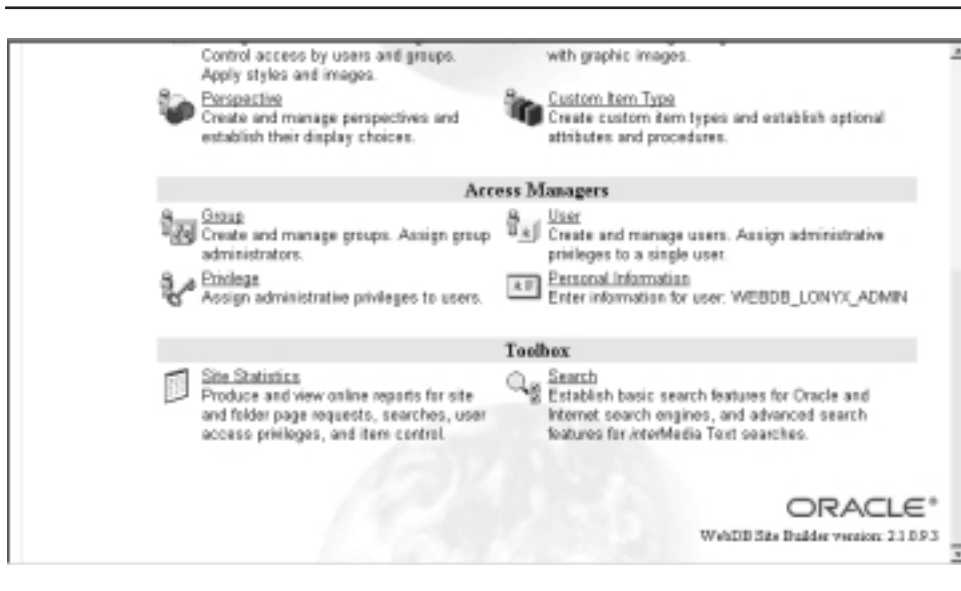 Control access by users and groups.
Apply styles and images.
with graphic images.
Perspective
Create and manage perspectives and
establish their display choices.
Custom Item Type
Create custom item types and establish optional
attributes and procedures.
Access Managers
Group
Create and manage groups. Assign group
administrators.
User
Create and manage users. Assign administrative
privileges to a single user.
Privilege
Assign administrative privileges to users.
Personal Information
Enter information for user: WEBDB_LONYX_ADMIN
Toolbox
Site Statistics
Produce and view online reports for site
and folder page requests, searches, user
access privileges, and item control.
Search
Establish basic search features for Oracle and
Internet search engines, and advanced search
features for interMedia Text searches.
ORACLE®
WebDB Site Builder version: 2.1.0.9.3